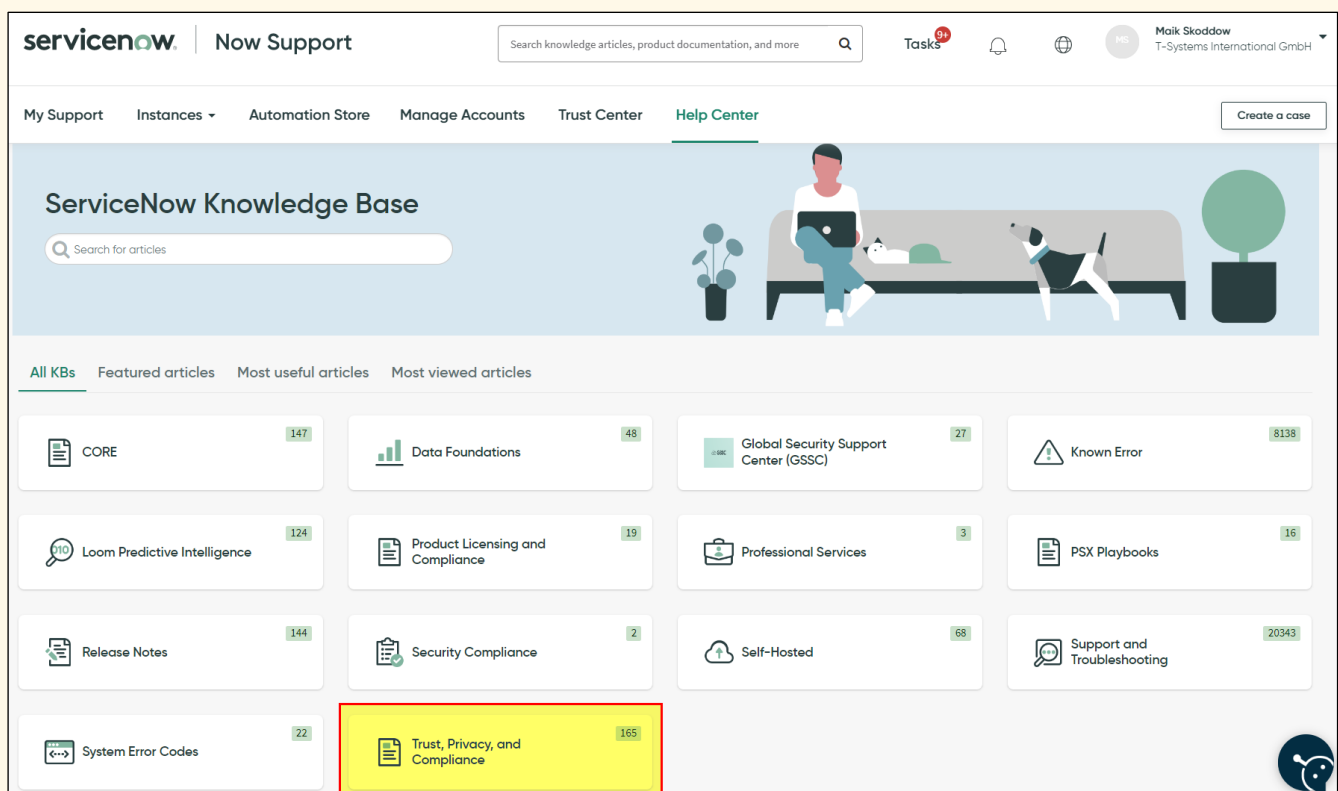 servicenow. Now Support
Search knowledge articles, product documentation, and more
Tasks 9+
MS
Maik Skoddow
T-Systems International GmbH
My Support Instances Automation Store Manage Accounts Trust Center Help Center Create a case
ServiceNow Knowledge Base
Search for articles
All KBs Featured articles Most useful articles Most viewed articles
CORE 147
Data Foundations 48
GSSC
Global Security Support 27
Center (GSSC)
Known Error 8138
010 Loom Predictive Intelligence 124
Product Licensing and 19
Compliance
Professional Services 3
PSX Playbooks 16
Release Notes 144
Security Compliance 2
Self-Hosted 68
Support and 20343
Troubleshooting
System Error Codes 22
Trust, Privacy, and 165
Compliance